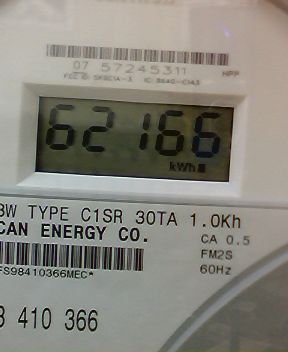 07 57245311 HPP
62166
kWh
3W TYPE C1SR 30TA 1.0Kh
CAN ENERGY CO. CA 0.5
FM2S
FS98410366MEC* 60Hz
3 410 366